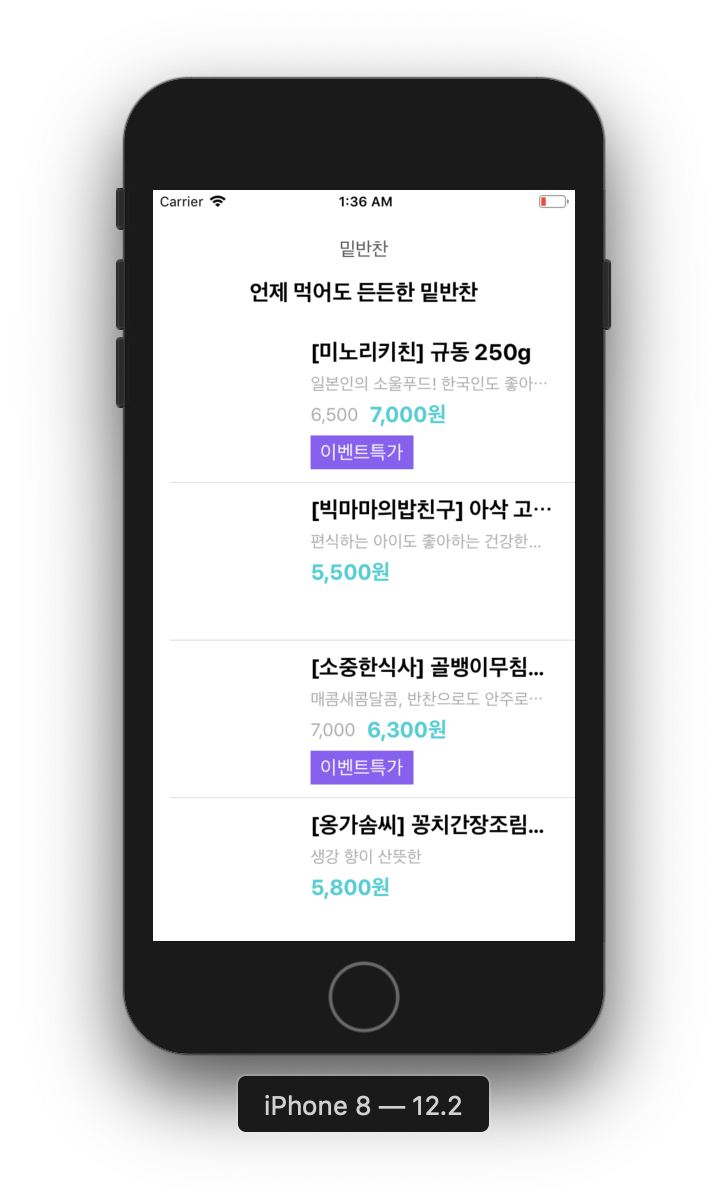 Carrier 1:36 AM
밑반찬
언제 먹어도 든든한 밑반찬
[미노리키친] 규동 250g
일본인의 소울푸드! 한국인도 좋아…
6,500 7,000원
이벤트특가
[빅마마의밥친구] 아삭 고…
편식하는 아이도 좋아하는 건강한...
5,500원
[소중한식사] 골뱅이무침...
매콤새콤달콤, 반찬으로도 안주로…
7,000 6,300원
이벤트특가
[옹가솜씨] 꽁치간장조림...
생강 향이 산뜻한
5,800원
iPhone 8 — 12.2